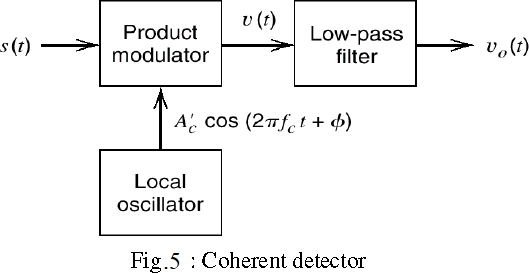 s(t)
Product
modulator
v(t)
Low-pass
filter
v_o(t)
A'_c cos (2πf_c t + ϕ)
Local
oscillator
Fig.5 : Coherent detector